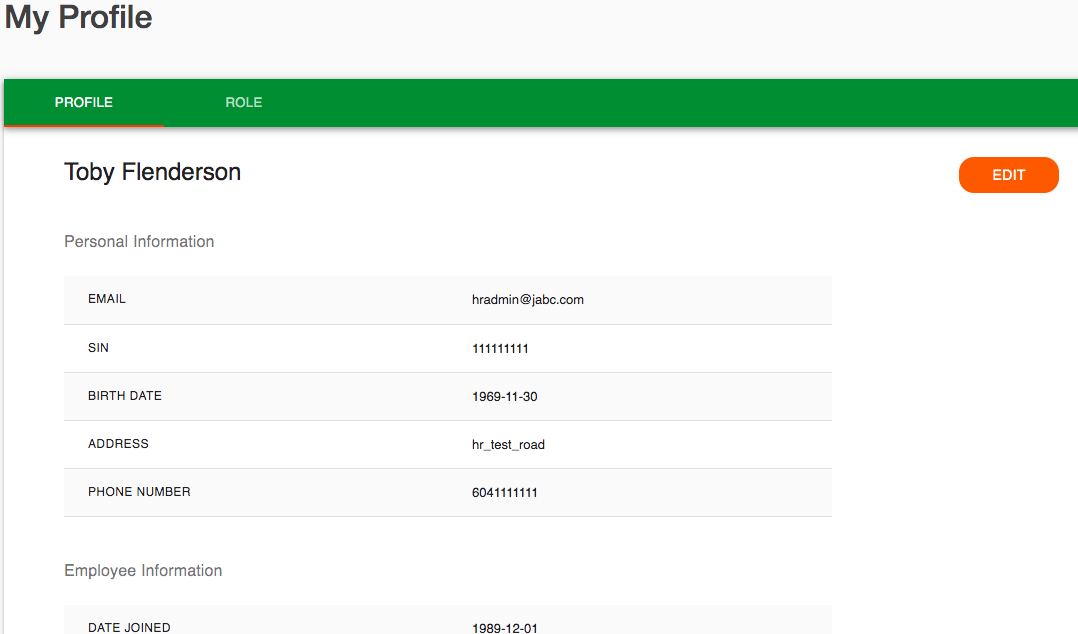 My Profile
PROFILE ROLE
Toby Flenderson
EDIT
Personal Information
EMAIL hradmin@jabc.com
SIN 111111111
BIRTH DATE 1969-11-30
ADDRESS hr_test_road
PHONE NUMBER 6041111111
Employee Information
DATE JOINED 1989-12-01